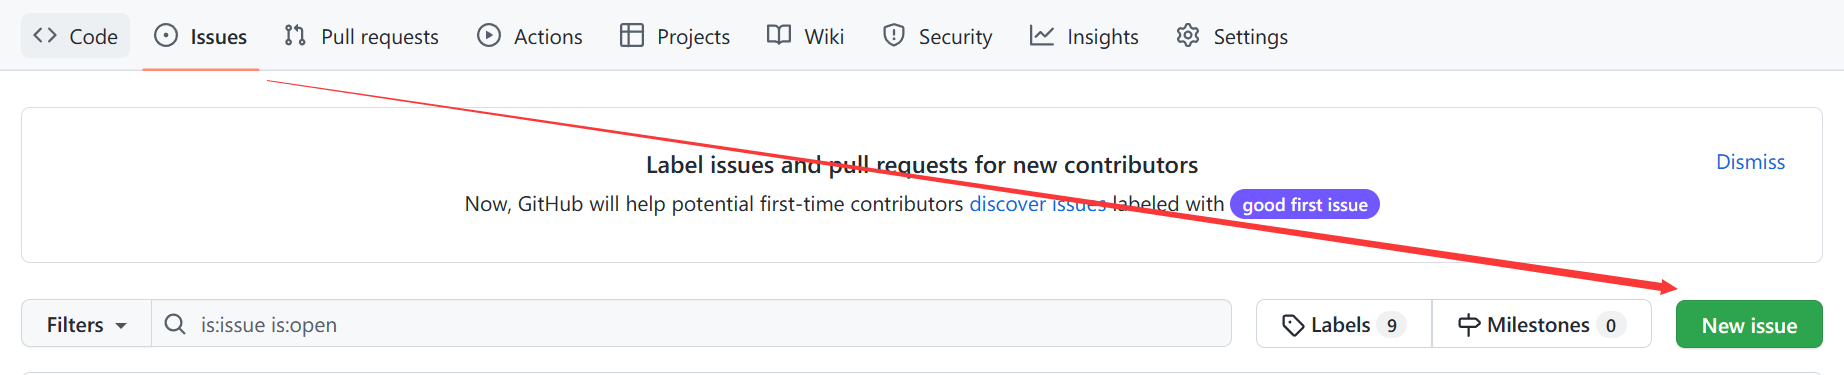 Code Issues Pull requests Actions Projects Wiki Security Insights Settings
Label issues and pull requests for new contributors
Dismiss
Now, GitHub will help potential first-time contributors discover issues labeled with good first issue
Filters is:issue is:open Labels 9 Milestones 0 New issue